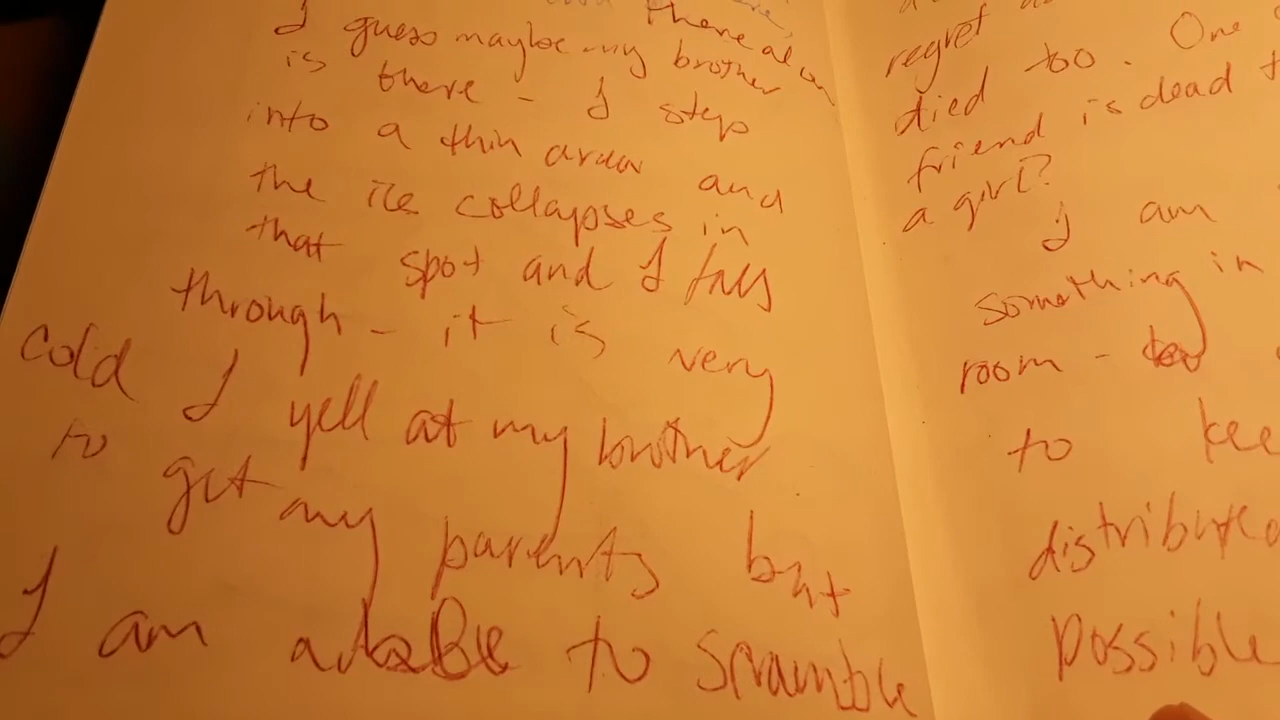 I guess maybe my brother
is there - I step
into a thin area and
the ice collapses in
that spot and I falls
through - it is very
cold I yell at my brother
to get my parents but
I am able to scramble
regret
died too. One
friend is dead
a girl?
I am
something in
room -
to kee
distributed
possible